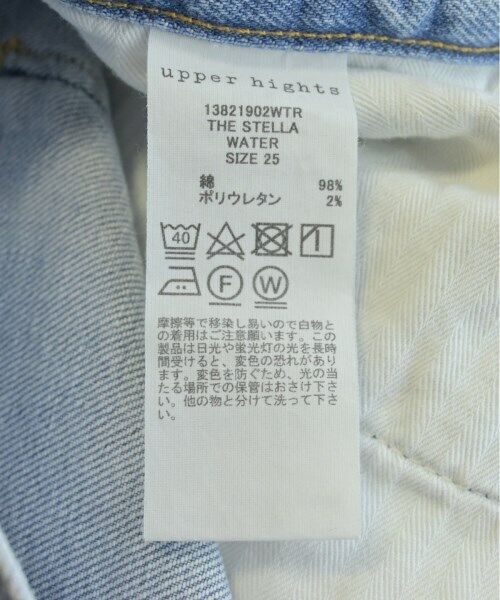 upper hights
13821902WTR
THE STELLA
WATER
SIZE 25
綿 98%
ポリウレタン 2%
40
F W
摩擦等で移染し易いので白物と
の着用はご注意願います。この
製品は日光や蛍光灯の光を長時
間受けると、変色の恐れがあり
ます。変色を防ぐため、光の当
たる場所での保管はおさけ下さ
い。他の物と分けて洗って下さ
い。